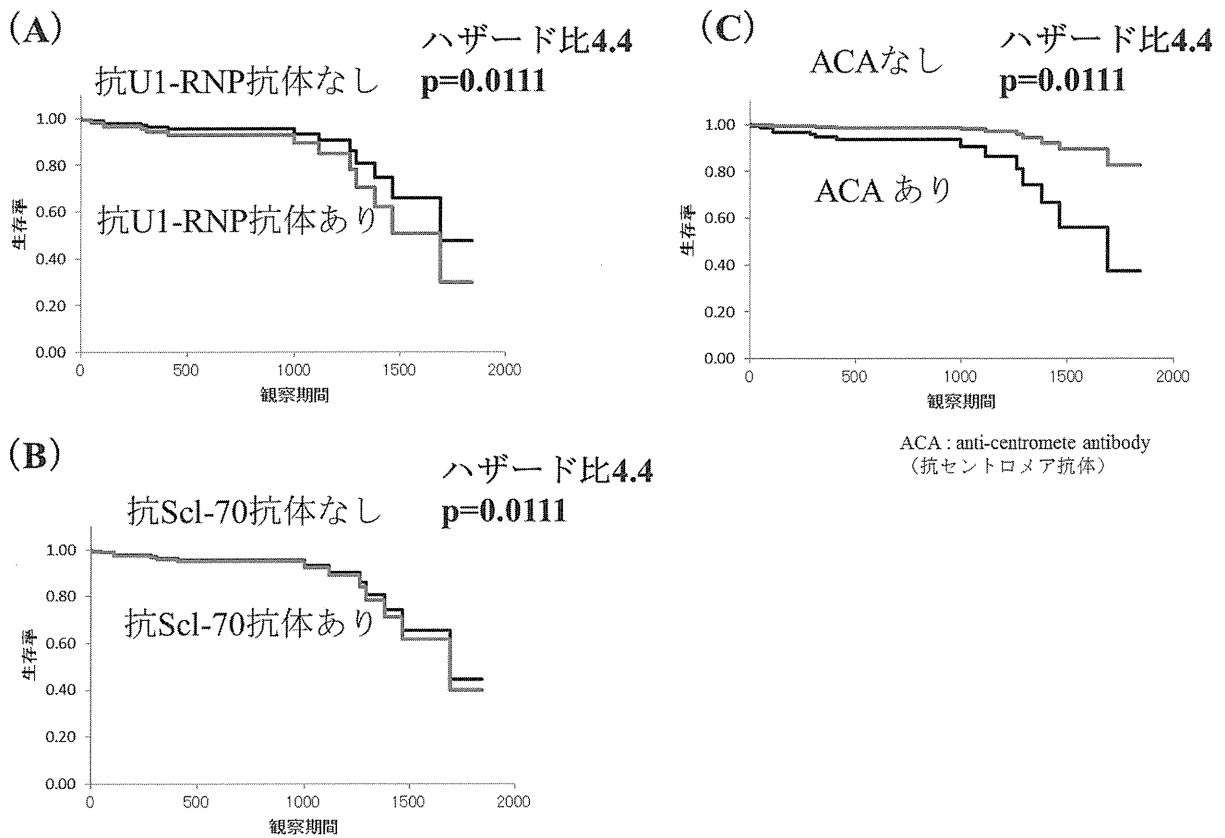 (A)
ハザード比4.4
p=0.0111
抗U1-RNP抗体なし
抗U1-RNP抗体あり
1.00
0.80
0.60
0.40
0.20
0.00
生存率
0
500
1000
1500
2000
観察期間
(B)
ハザード比4.4
p=0.0111
抗Scl-70抗体なし
抗Scl-70抗体あり
1.00
0.80
0.60
0.40
0.20
0.00
生存率
0
500
1000
1500
2000
観察期間
(C)
ハザード比4.4
p=0.0111
ACAなし
ACA あり
1.00
0.80
0.60
0.40
0.20
0.00
生存率
0
500
1000
1500
2000
観察期間
ACA : anti-centromete antibody
（抗セントロメア抗体）